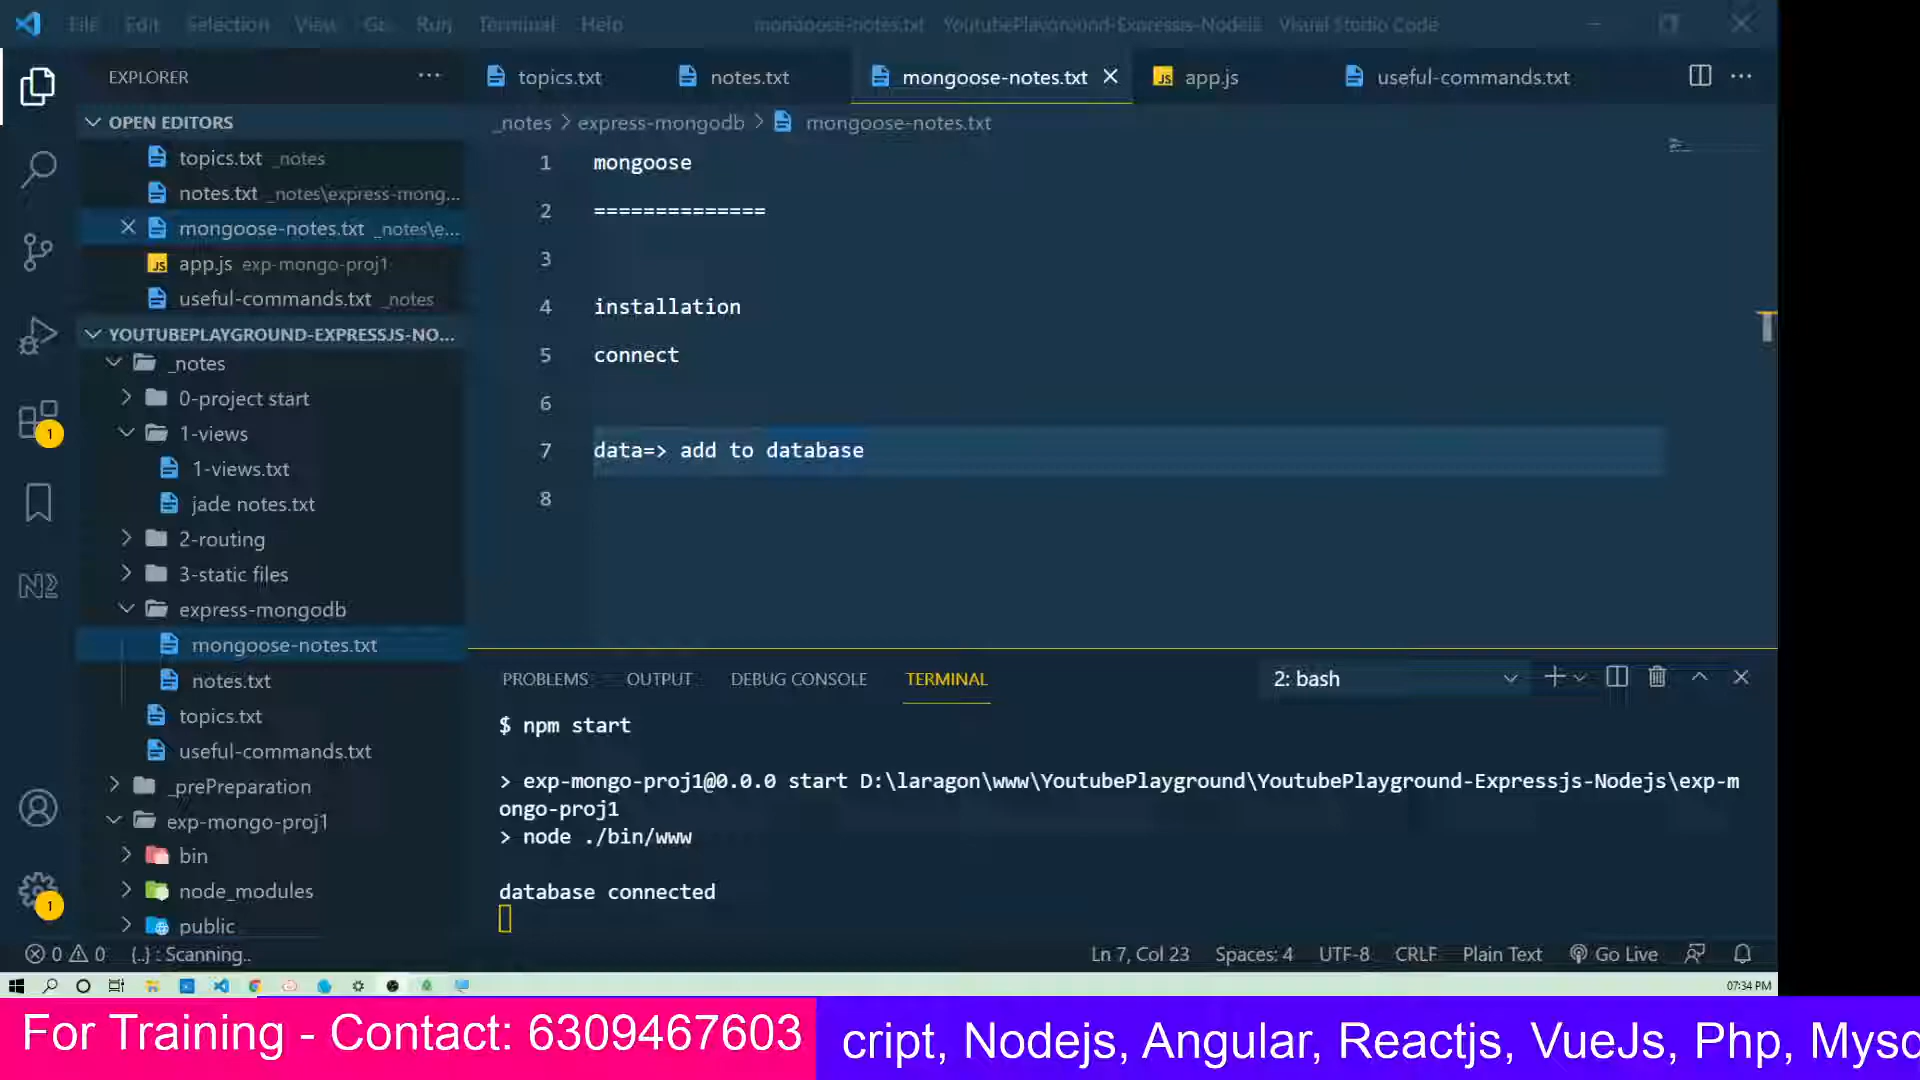 File Edit Selection View Go Run Terminal Help mongoose-notes.txt YoutubePlayground-Expressjs-Nodejs Visual Studio Code
EXPLORER
topics.txt notes.txt mongoose-notes.txt JS app.js useful-commands.txt
OPEN EDITORS
topics.txt _notes
notes.txt _notes\express-mong...
mongoose-notes.txt _notes\e...
JS app.js exp-mongo-proj1
useful-commands.txt _notes
YOUTUBEPLAYGROUND-EXPRESSJS-NO...
_notes
0-project start
1-views
1-views.txt
jade notes.txt
2-routing
3-static files
express-mongodb
mongoose-notes.txt
notes.txt
topics.txt
useful-commands.txt
_prePreparation
exp-mongo-proj1
bin
node_modules
public
1
1
_notes > express-mongodb > mongoose-notes.txt
1 mongoose
2 ==============
3
4 installation
5 connect
6
7 data=> add to database
8
PROBLEMS OUTPUT DEBUG CONSOLE TERMINAL 2: bash
$ npm start
> exp-mongo-proj1@0.0.0 start D:\laragon\www\YoutubePlayground\YoutubePlayground-Expressjs-Nodejs\exp-m
ongo-proj1
> node ./bin/www
database connected
0 0 {..} : Scanning.. Ln 7, Col 23 Spaces: 4 UTF-8 CRLF Plain Text Go Live
07:34 PM
For Training - Contact: 6309467603 cript, Nodejs, Angular, Reactjs, VueJs, Php, Mysc